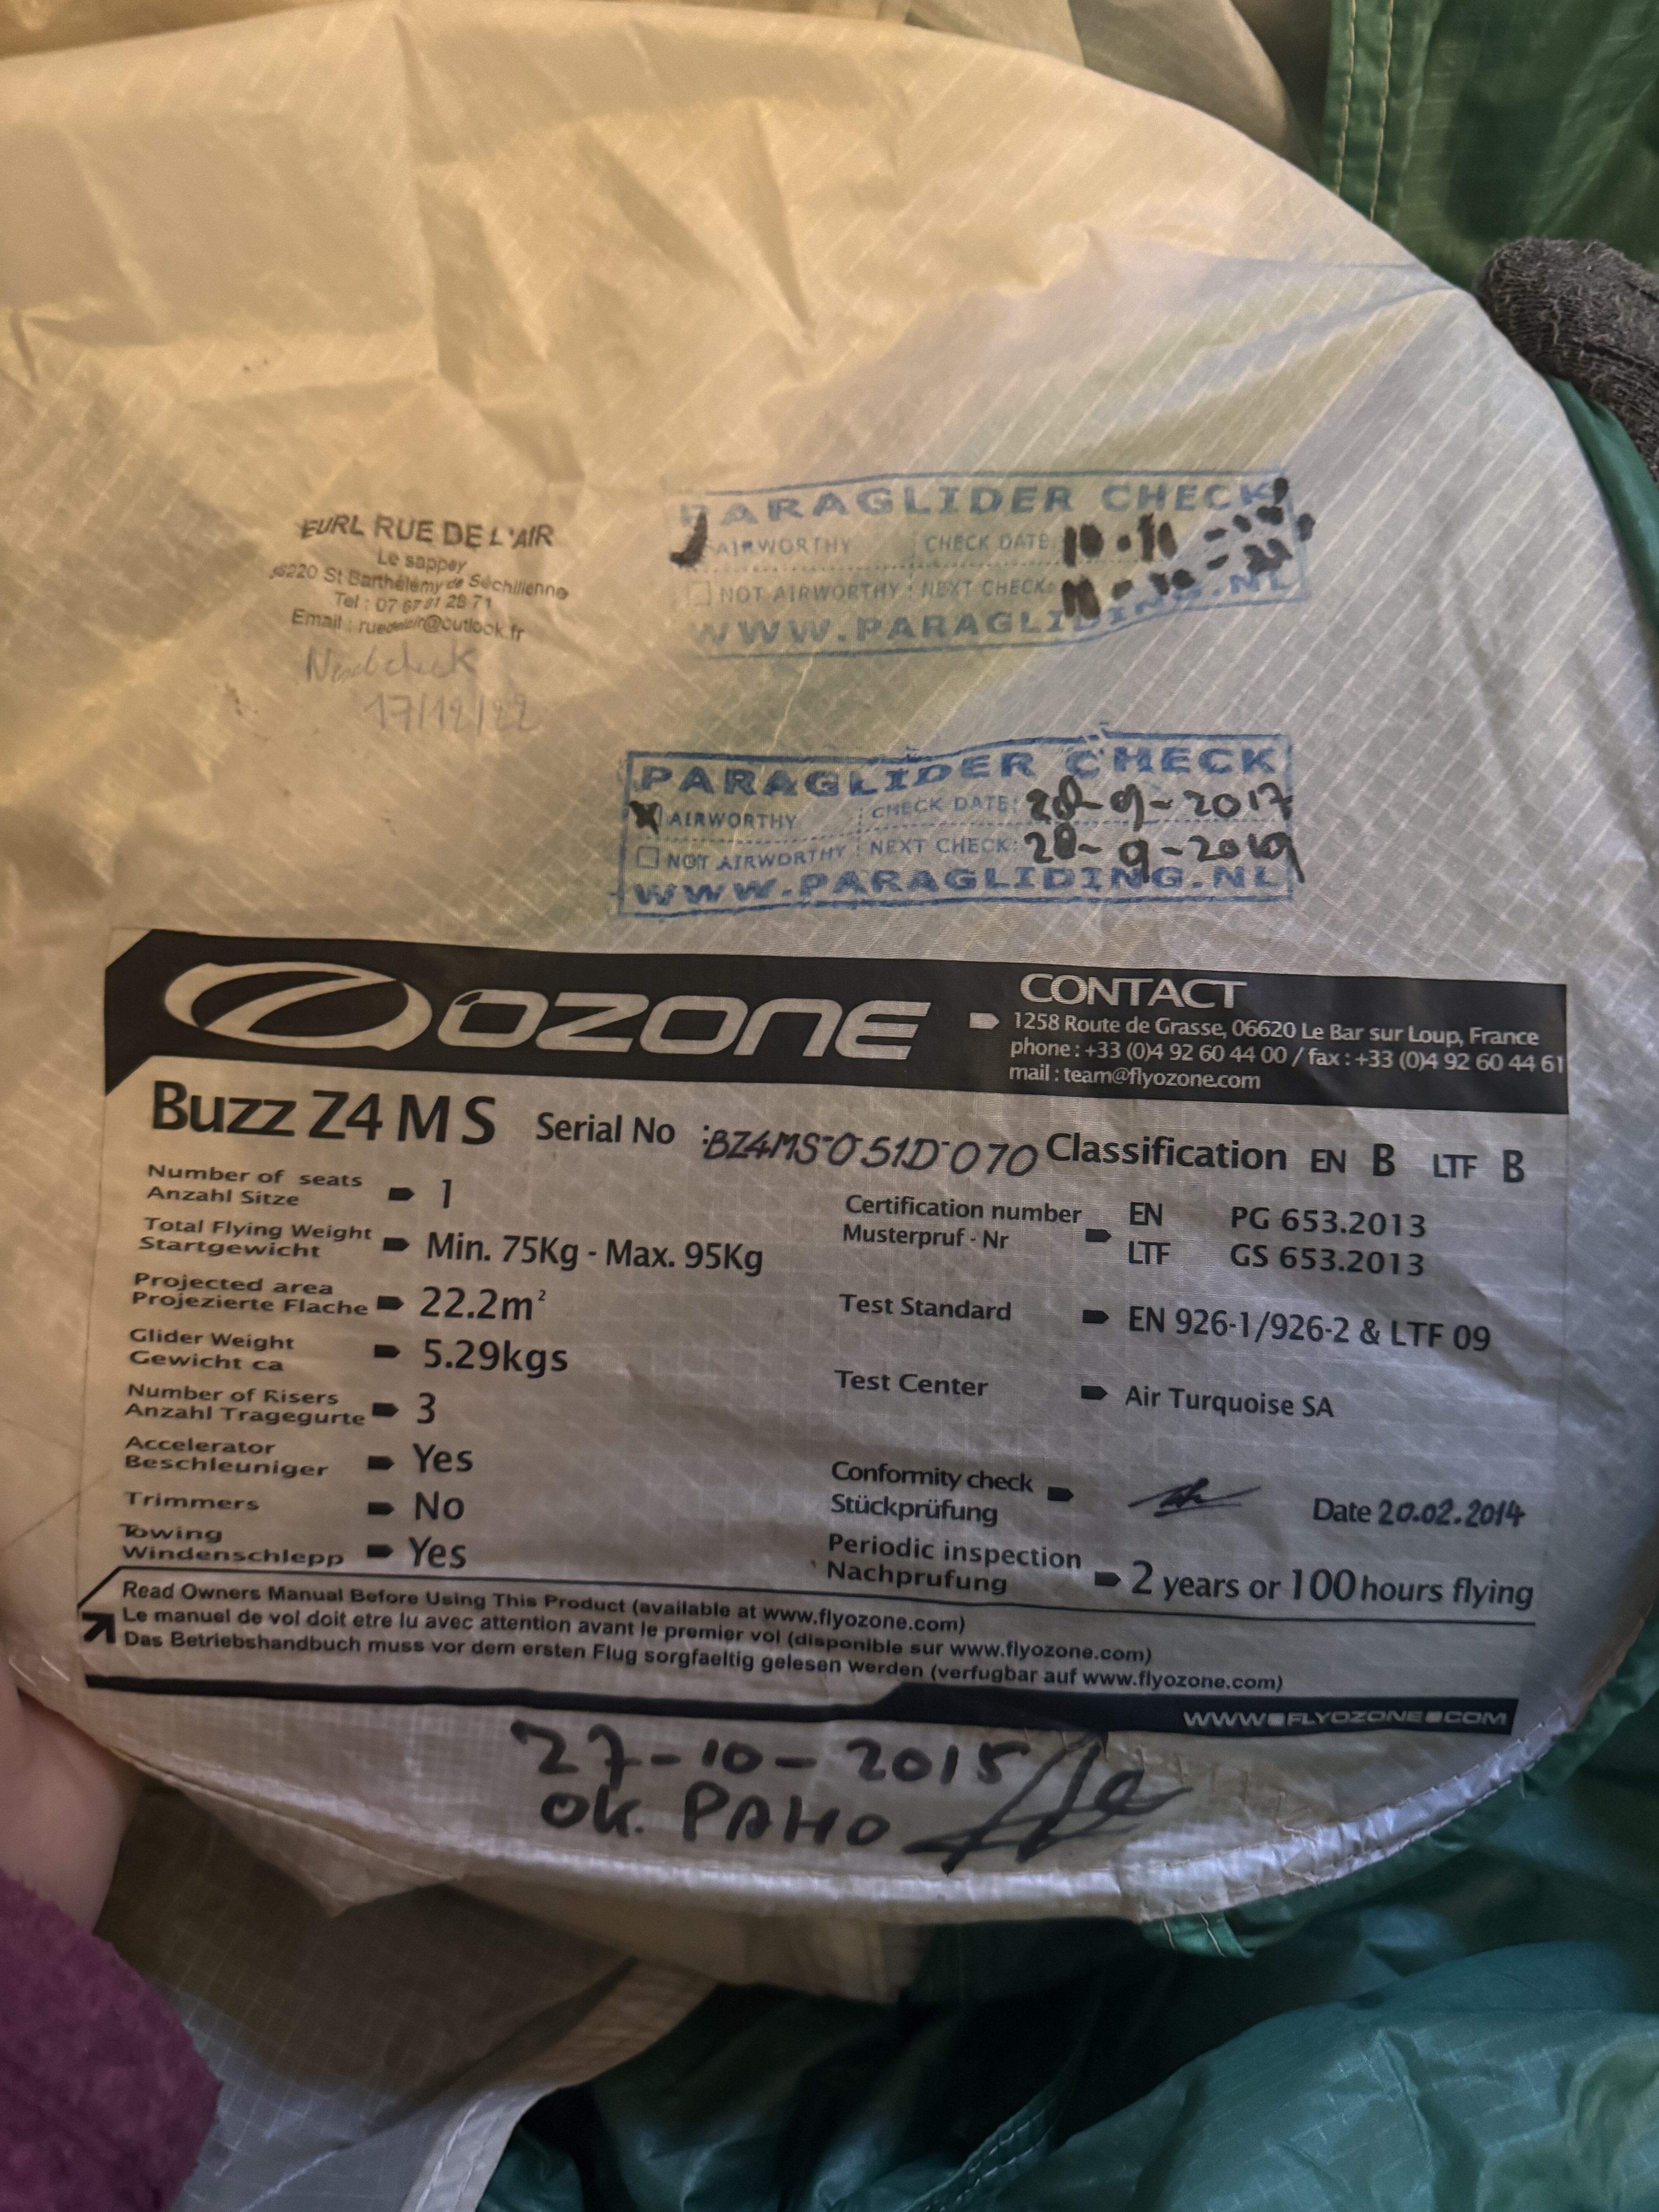 EURL RUE DE L'AIR
Le sappey
38220 St Barthélémy de Séchilienne
Tel : 07 67 81 28 71
Email : ruedelair@outlook.fr
17/12/22
PARAGLIDER CHECK
AIRWORTHY CHECK DATE:
NOT AIRWORTHY NEXT CHECK:
WWW.PARAGLIDING.NL
PARAGLIDER CHECK
X AIRWORTHY CHECK DATE: 28-9-2017
NOT AIRWORTHY NEXT CHECK: 28-9-2019
WWW.PARAGLIDING.NL
OZONE
CONTACT
1258 Route de Grasse, 06620 Le Bar sur Loup, France
phone : +33 (0)4 92 60 44 00 / fax : +33 (0)4 92 60 44 61
mail : team@flyozone.com
Buzz Z4 M S Serial No :BZ4MS-O-51D-070 Classification EN B LTF B
Number of seats
Anzahl Sitze 1
Total Flying Weight
Startgewicht Min. 75Kg - Max. 95Kg
Projected area
Projezierte Flache 22.2m²
Glider Weight
Gewicht ca 5.29kgs
Number of Risers
Anzahl Tragegurte 3
Accelerator
Beschleuniger Yes
Trimmers No
Towing
Windenschlepp Yes
Certification number EN PG 653.2013
Musterpruf - Nr LTF GS 653.2013
Test Standard EN 926-1/926-2 & LTF 09
Test Center Air Turquoise SA
Conformity check
Stückprüfung Date 20.02.2014
Periodic inspection
Nachprufung 2 years or 100 hours flying
Read Owners Manual Before Using This Product (available at www.flyozone.com)
Le manuel de vol doit etre lu avec attention avant le premier vol (disponible sur www.flyozone.com)
Das Betriebshandbuch muss vor dem ersten Flug sorgfaeltig gelesen werden (verfugbar auf www.flyozone.com)
WWW.FLYOZONE.COM
27-10-2015
OK. PAHO